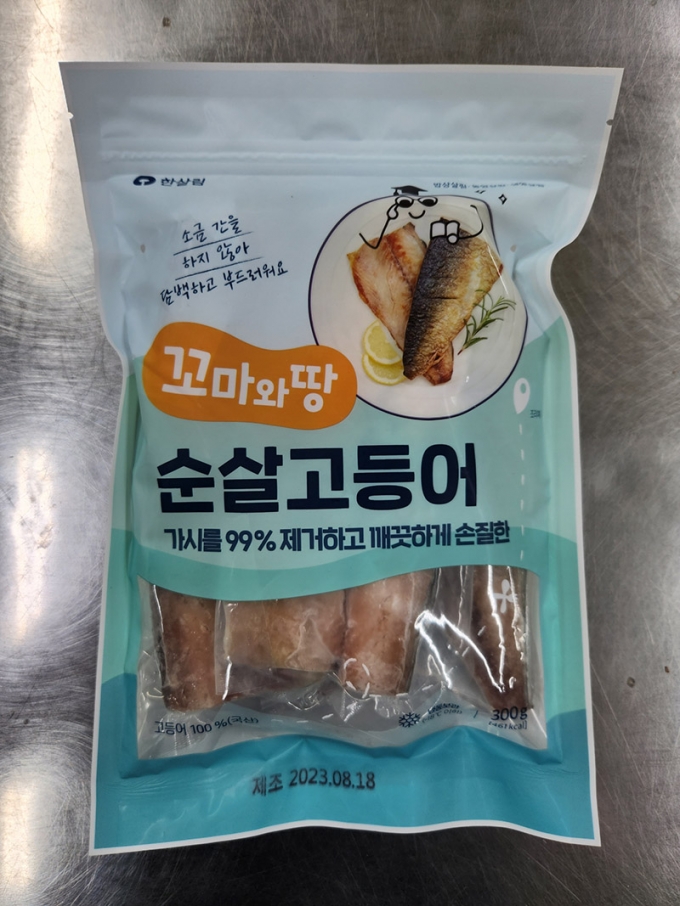 한살림
소금 간을
하지 않아
담백하고 부드러워요
꼬마와땅
순살고등어
가시를 99% 제거하고 깨끗하게 손질한
고등어 100%(국산)
300g
제조 2023.08.18